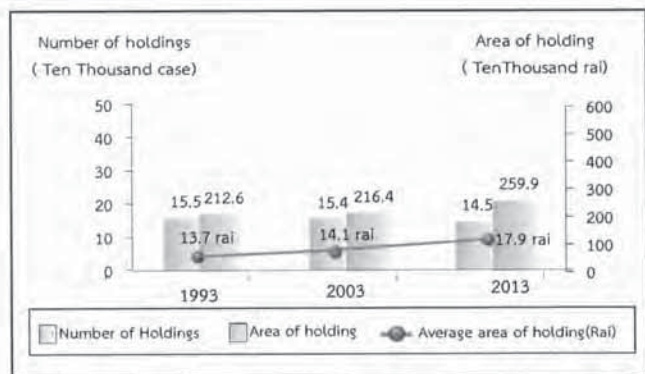 Number of holdings
( Ten Thousand case)
Area of holding
( TenThousand rai)
50
40
30
20
10
0
600
500
400
300
200
100
0
15.5 212.6
13.7 rai
15.4 216.4
14.1 rai
14.5 259.9
17.9 rai
1993 2003 2013
Number of Holdings Area of holding Average area of holding(Rai)